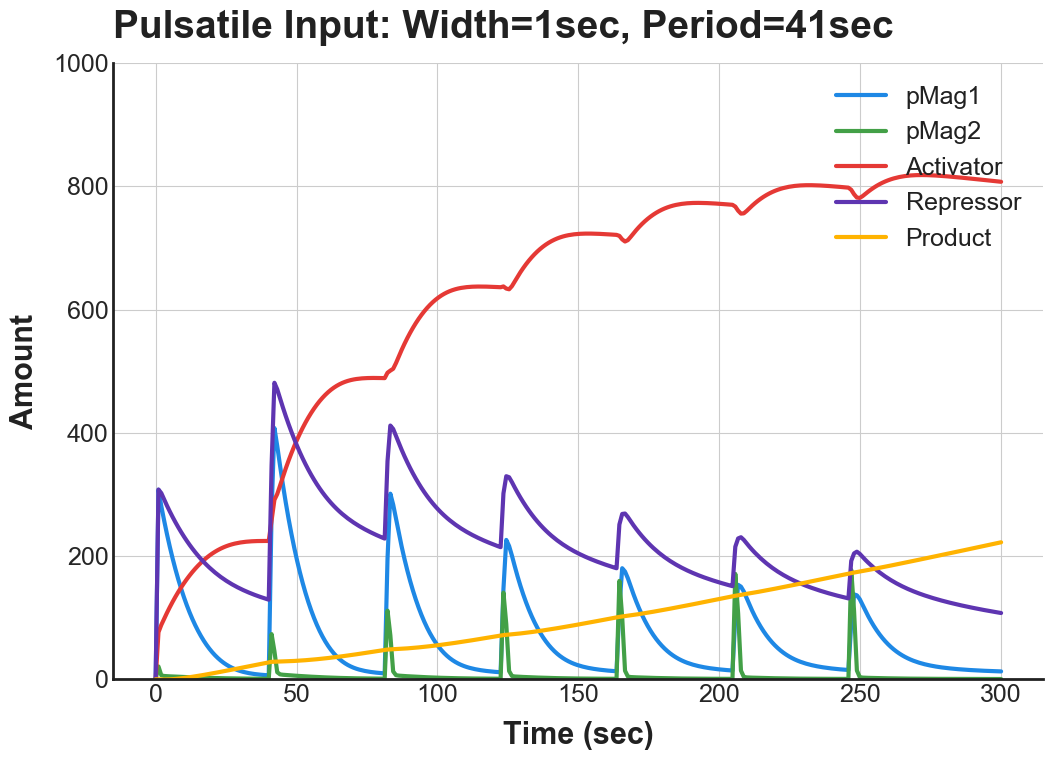 Pulsatile Input: Width=1sec, Period=41sec
1000
800
600
400
200
0
Amount
pMag1
pMag2
Activator
Repressor
Product
0 50 100 150 200 250 300
Time (sec)